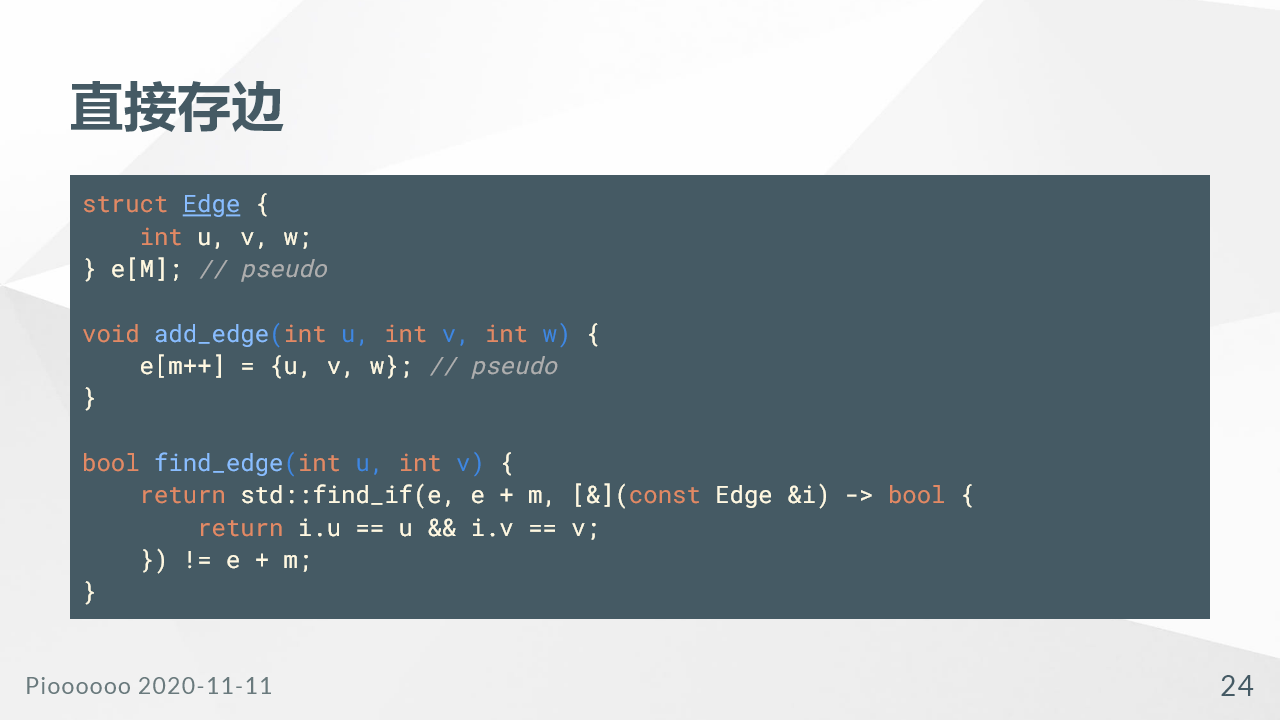 直接存边
struct Edge {
    int u, v, w;
} e[M]; // pseudo
void add_edge(int u, int v, int w) {
    e[m++] = {u, v, w}; // pseudo
}
bool find_edge(int u, int v) {
    return std::find_if(e, e + m, [&](const Edge &i) -> bool {
        return i.u == u && i.v == v;
    }) != e + m;
}
Pioooooo 2020-11-11
24